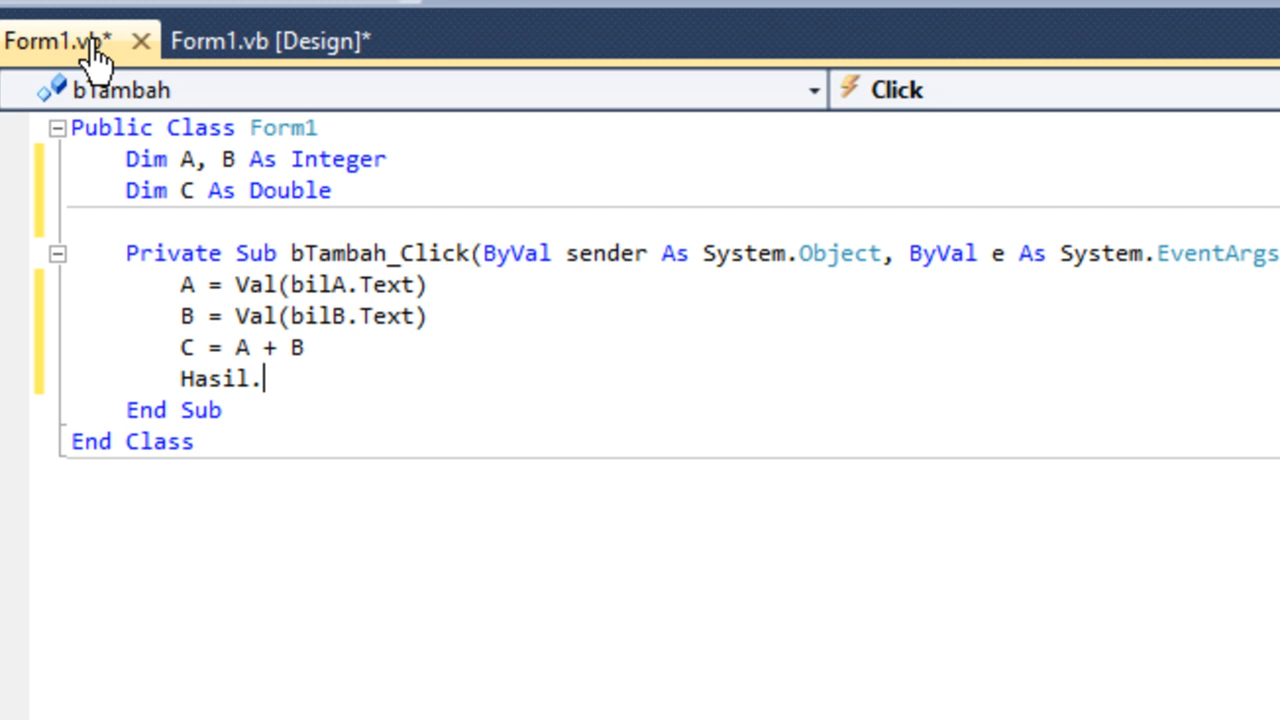 Form1.vb* Form1.vb [Design]*
bTambah Click
Public Class Form1
Dim A, B As Integer
Dim C As Double
Private Sub bTambah_Click(ByVal sender As System.Object, ByVal e As System.EventArgs
A = Val(bilA.Text)
B = Val(bilB.Text)
C = A + B
Hasil.
End Sub
End Class